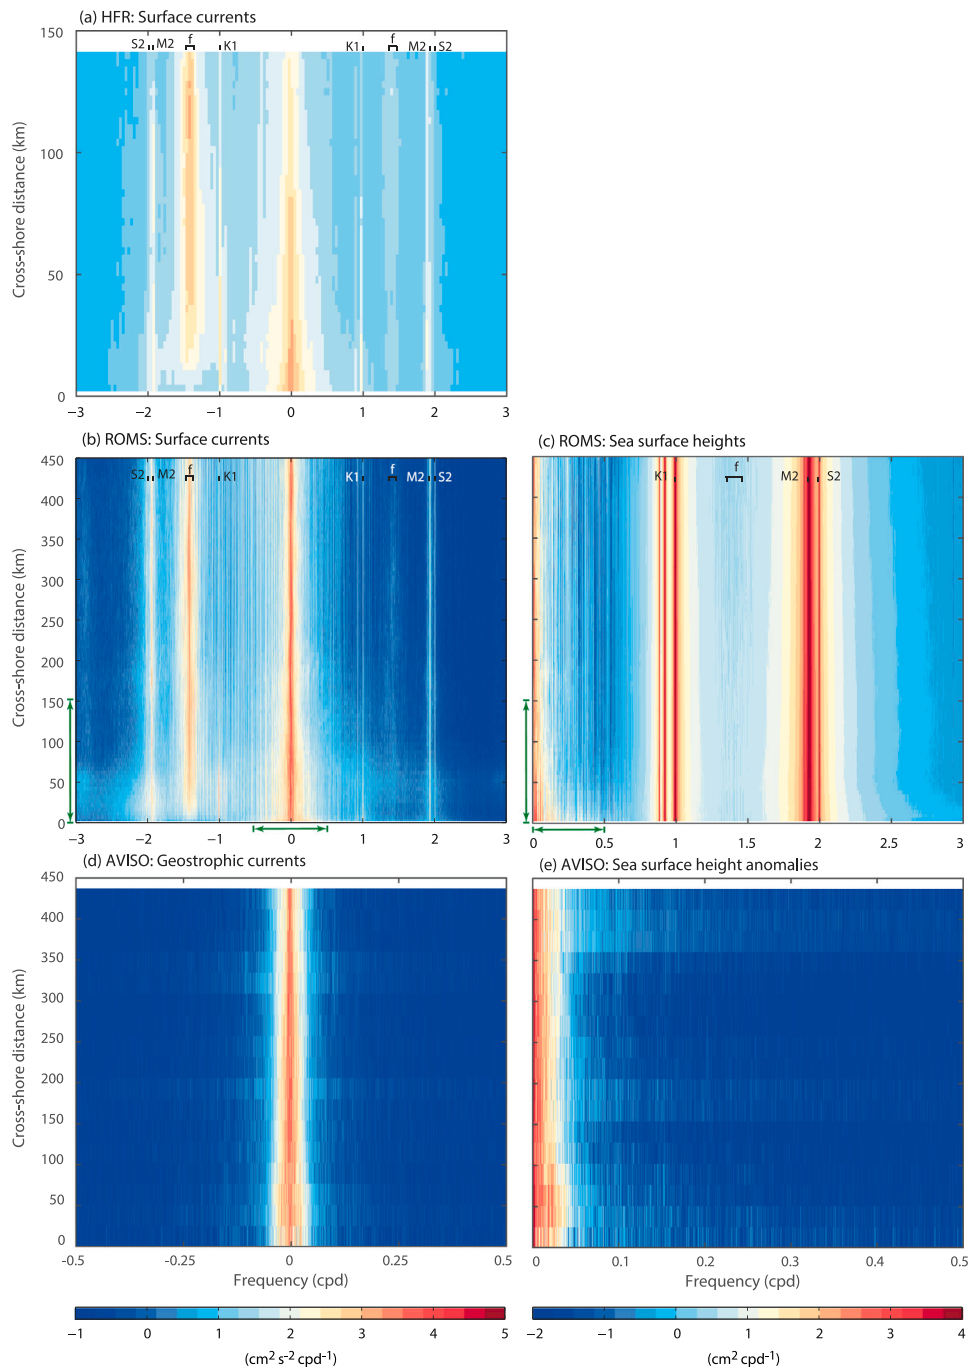 (a) HFR: Surface currents
150
100
50
0
Cross-shore distance (km)
S2 M2 f K1 K1 f M2 S2
−3 −2 −1 0 1 2 3
(b) ROMS: Surface currents
450
400
350
300
250
200
150
100
50
0
Cross-shore distance (km)
S2 M2 f K1 K1 f M2 S2
−3 −2 −1 0 1 2 3
(c) ROMS: Sea surface heights
K1 f M2 S2
0 0.5 1 1.5 2 2.5 3
(d) AVISO: Geostrophic currents
450
400
350
300
250
200
150
100
50
0
Cross-shore distance (km)
-0.5 -0.25 0 0.25 0.5
Frequency (cpd)
(e) AVISO: Sea surface height anomalies
0 0.1 0.2 0.3 0.4 0.5
Frequency (cpd)
−1 0 1 2 3 4 5
(cm² s⁻² cpd⁻¹)
−2 −1 0 1 2 3 4
(cm² cpd⁻¹)